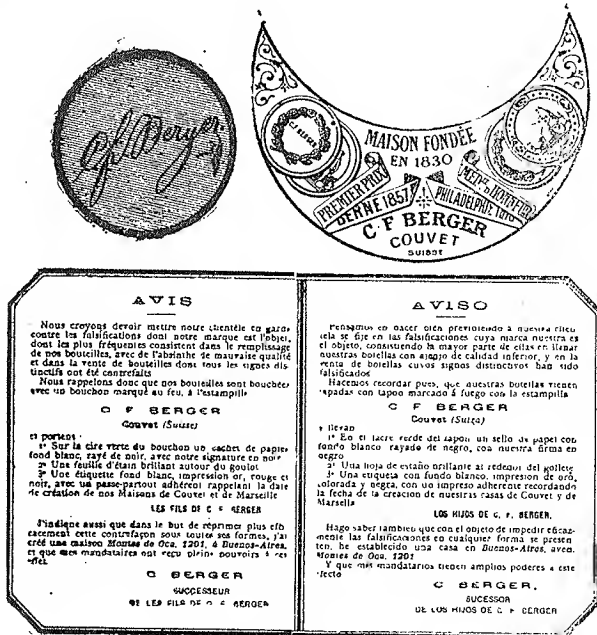 C. F. Berger.
C. F. BERGER
MAISON FONDÉE
EN 1830
PREMIER PRIX
BERNE 1857
MENT. D'HONNEUR
PHILADELPHIE 1876
C. F BERGER
COUVET
SUISSE
AVIS
Nous croyons devoir mettre notre clientèle en garde
contre les falsifications dont notre marque est l'objet,
dont les plus fréquentes consistent dans le remplissage
de nos bouteilles, avec de l'absinthe de mauvaise qualité
et dans la vente de bouteilles dont tous les signes dis-
tinctifs ont été contrefaits
Nous rappelons donc que nos bouteilles sont bouchées
avec un bouchon marqué au feu, à l'estampille
C F BERGER
Couvet (Suisse)
et portent:
1º Sur la cire verte du bouchon un cachet de papier
fond blanc, rayé de noir, avec notre signature en noir
2º Une feuille d'étain brillant autour du goulot
3º Une étiquette fond blanc, impression or, rouge et
noir, avec un passe-partout adhérent rappelant la date
de création de nos Maisons de Couvet et de Marseille
LES FILS DE C F BERGER
J'indique aussi que dans le but de réprimer plus effi
cacement cette contrefaçon sous toutes ses formes, j'ai
créé une maison Montes de Oca. 1201, à Buenos-Aires,
et que mes mandataires ont reçu pleins pouvoirs à cet
effet.
C BERGER
SUCCESSEUR
DE LES FILS DE C F BERGER
AVISO
Pensamos en hacer bien previniendo a nuestra clien
tela se fije en las falsificaciones cuya marca nuestra es
el objeto, consistiendo la mayor parte de ellas en llenar
nuestras botellas con ajenjo de calidad inferior, y en la
venta de botellas cuyos signos distinctivos han sido
falsificados
Hacemos recordar pues, que nuestras botellas vienen
tapadas con tapon marcado á fuego con la estampilla
C F BERGER
Couvet (Suiça)
y llevan
1º En el lacre verde del tapon un sello de papel con
fondo blanco rayado de negro, con nuestra firma en
negro
2º Una hoja de estaño brillante al rededor del gollete
3ª Una etiqueta con fondo blanco, impresion de oro,
colorada y negra, con un impreso adherente recordando
la fecha de la creacion de nuestras casas de Couvet y de
Marsella
LOS HIJOS DE C. F. BERGER.
Hago saber tambien que con el objeto de impedir eficaz-
mente las falsificaciones en cualquier forma se presen
ten, he establecido una casa en Buenos-Aires, aven.
Montes de Oca. 1201
Y que mis mandatarios tienen amplios poderes a este
efecto
C BERGER.
SUCESSOR
DE LOS HIJOS DE C. F BERGER